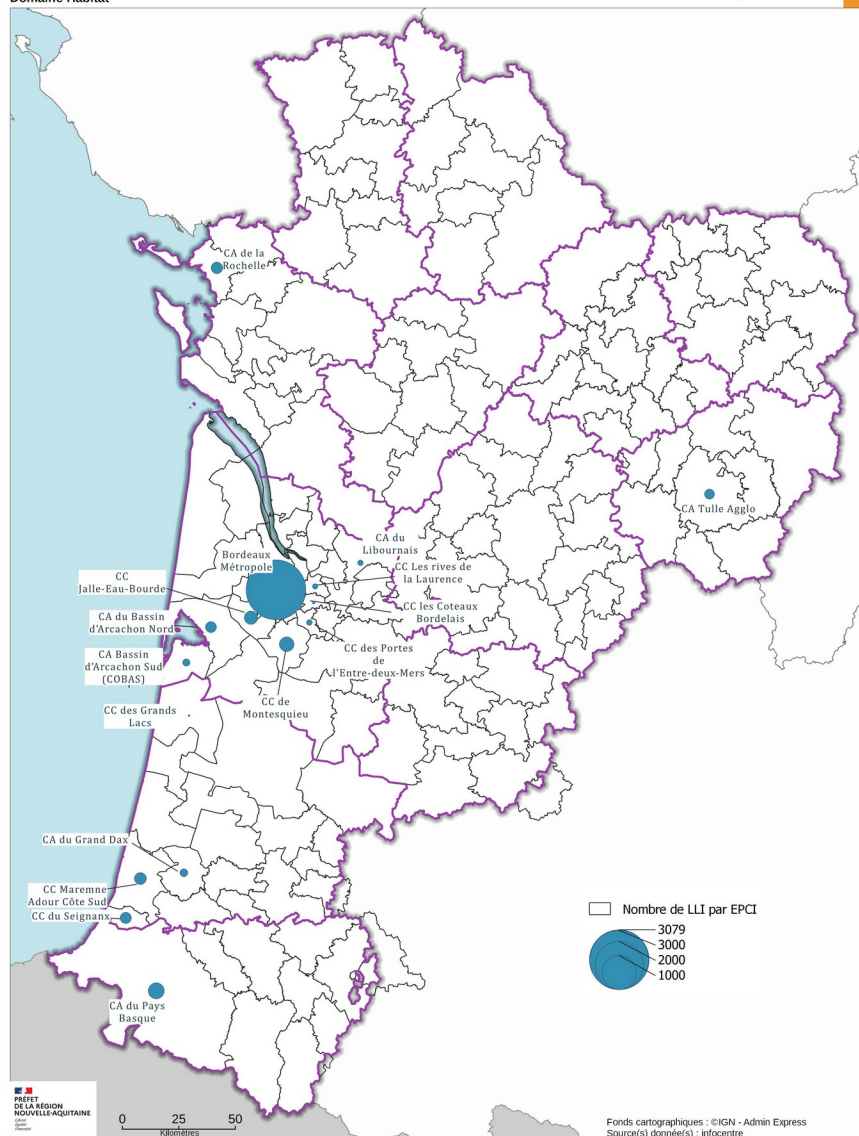 Domaine Habitat
CA de la
Rochelle
CA Tulle Agglo
CA du
Libournais
Bordeaux
Métropole
CC Les rives de
la Laurence
CC
Jalle-Eau-Bourde
CC les Coteaux
Bordelais
CA du Bassin
d'Arcachon Nord
CC des Portes
de
l'Entre-deux-Mers
CA Bassin
d'Arcachon Sud
(COBAS)
CC de
Montesquieu
CC des Grands
Lacs
CA du Grand Dax
CC Maremne
Adour Côte Sud
CC du Seignanx
CA du Pays
Basque
Nombre de LLI par EPCI
3079
3000
2000
1000
PRÉFET
DE LA RÉGION
NOUVELLE-AQUITAINE
Liberté
Égalité
Fraternité
0 25 50
Kilomètres
Fonds cartographiques : ©IGN - Admin Express
Source(s) donnée(s) : infocentre